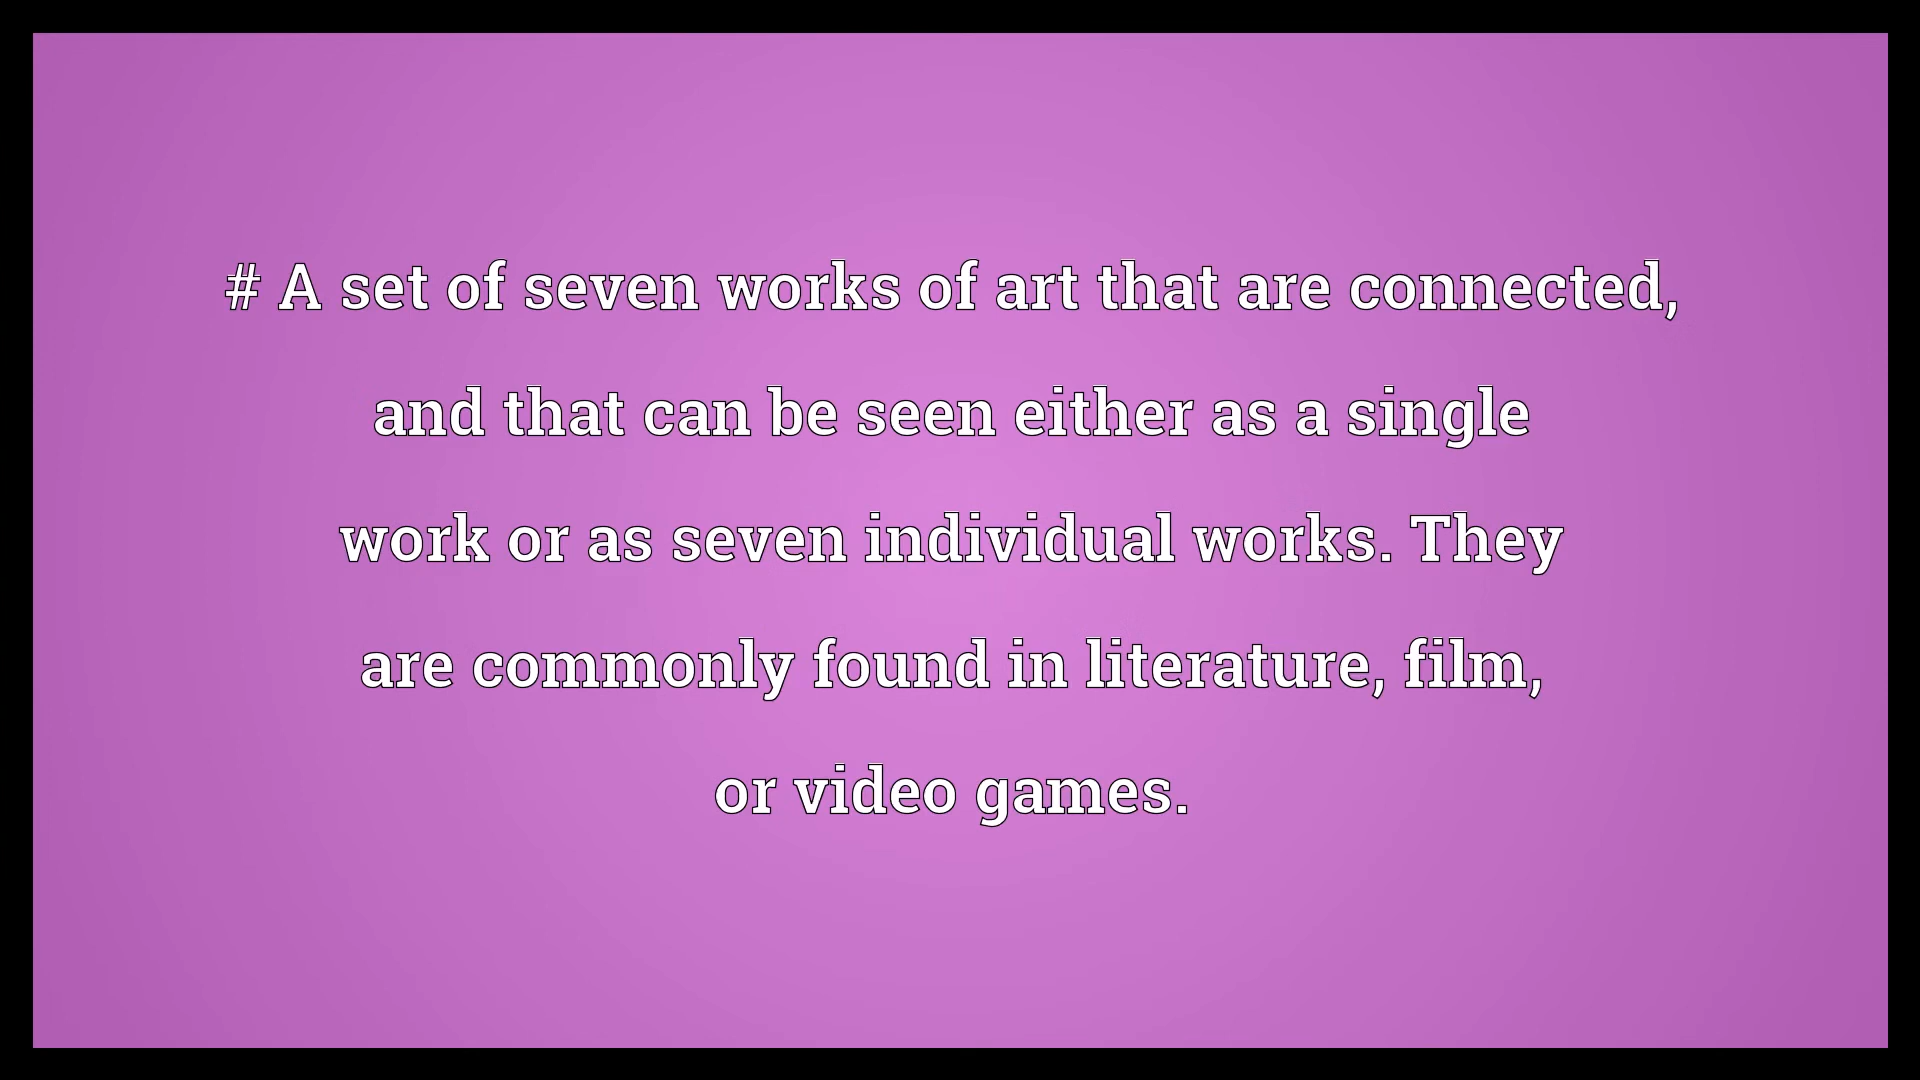 # A set of seven works of art that are connected,
and that can be seen either as a single
work or as seven individual works. They
are commonly found in literature, film,
or video games.